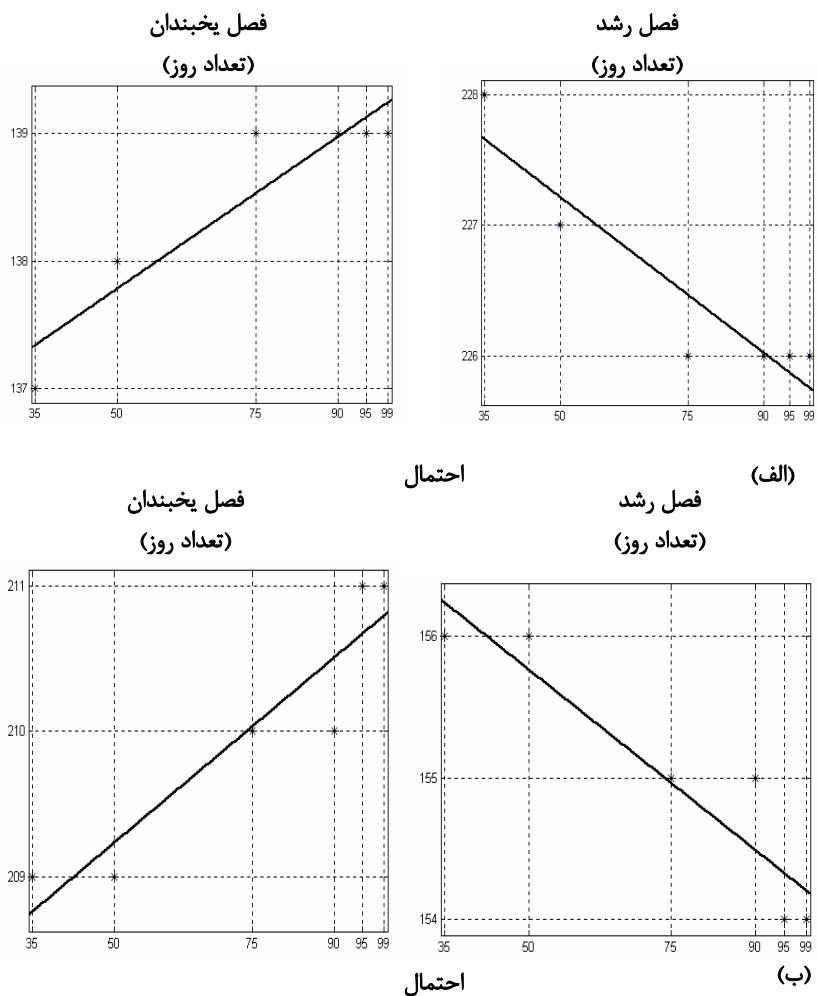 فصل رشد
(تعداد روز)
228
227
226
35 50 75 90 95 99
فصل یخبندان
(تعداد روز)
139
138
137
35 50 75 90 95 99
احتمال
(الف)
فصل رشد
(تعداد روز)
156
155
154
35 50 75 90 95 99
فصل یخبندان
(تعداد روز)
211
210
209
35 50 75 90 95 99
احتمال
(ب)